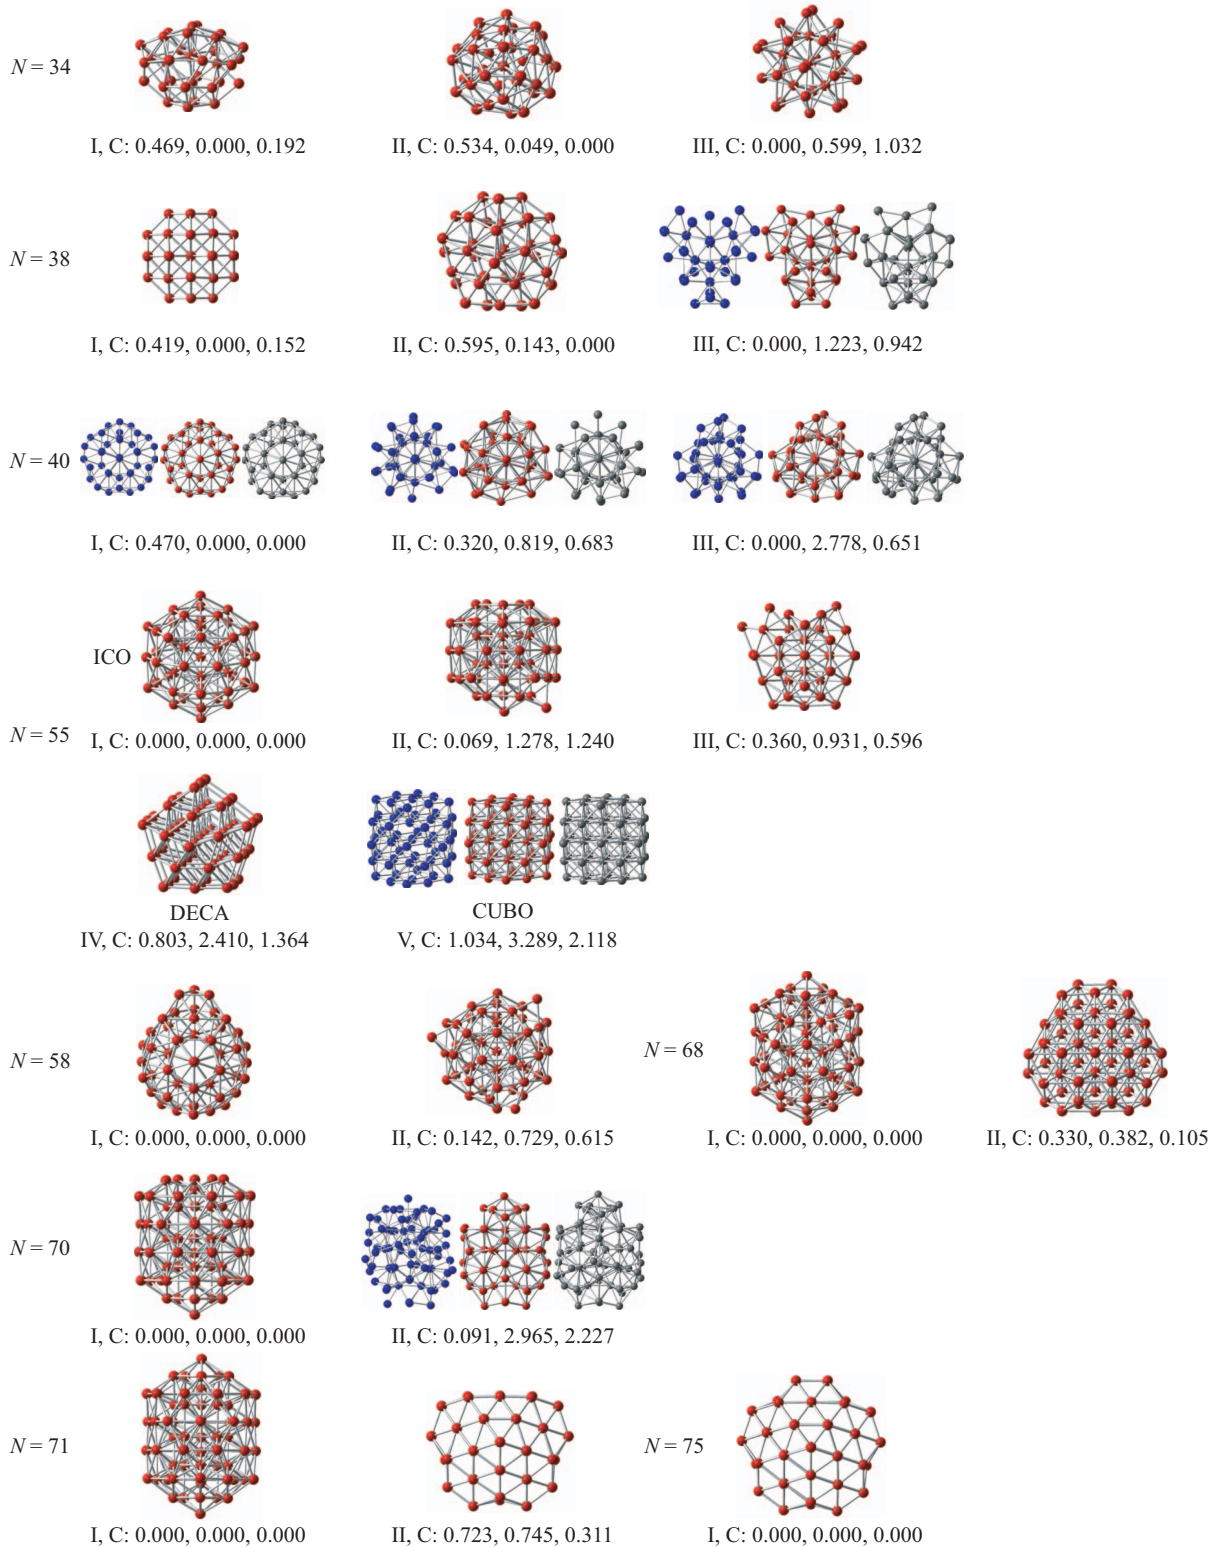 N = 34
I, C: 0.469, 0.000, 0.192
II, C: 0.534, 0.049, 0.000
III, C: 0.000, 0.599, 1.032
N = 38
I, C: 0.419, 0.000, 0.152
II, C: 0.595, 0.143, 0.000
III, C: 0.000, 1.223, 0.942
N = 40
I, C: 0.470, 0.000, 0.000
II, C: 0.320, 0.819, 0.683
III, C: 0.000, 2.778, 0.651
ICO
N = 55
I, C: 0.000, 0.000, 0.000
II, C: 0.069, 1.278, 1.240
III, C: 0.360, 0.931, 0.596
DECA
IV, C: 0.803, 2.410, 1.364
CUBO
V, C: 1.034, 3.289, 2.118
N = 58
I, C: 0.000, 0.000, 0.000
II, C: 0.142, 0.729, 0.615
N = 68
I, C: 0.000, 0.000, 0.000
II, C: 0.330, 0.382, 0.105
N = 70
I, C: 0.000, 0.000, 0.000
II, C: 0.091, 2.965, 2.227
N = 71
I, C: 0.000, 0.000, 0.000
II, C: 0.723, 0.745, 0.311
N = 75
I, C: 0.000, 0.000, 0.000